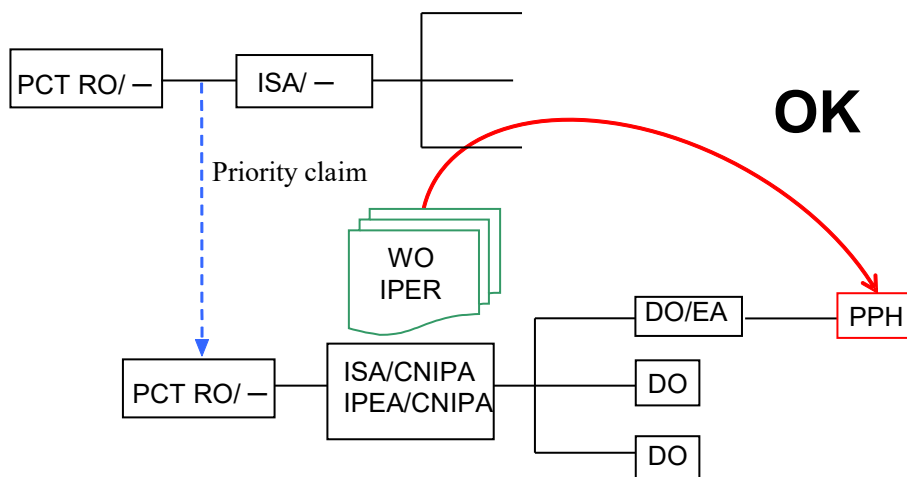 PCT RO/ —
ISA/ —
OK
Priority claim
WO
IPER
DO/EA
PPH
PCT RO/ —
ISA/CNIPA
IPEA/CNIPA
DO
DO